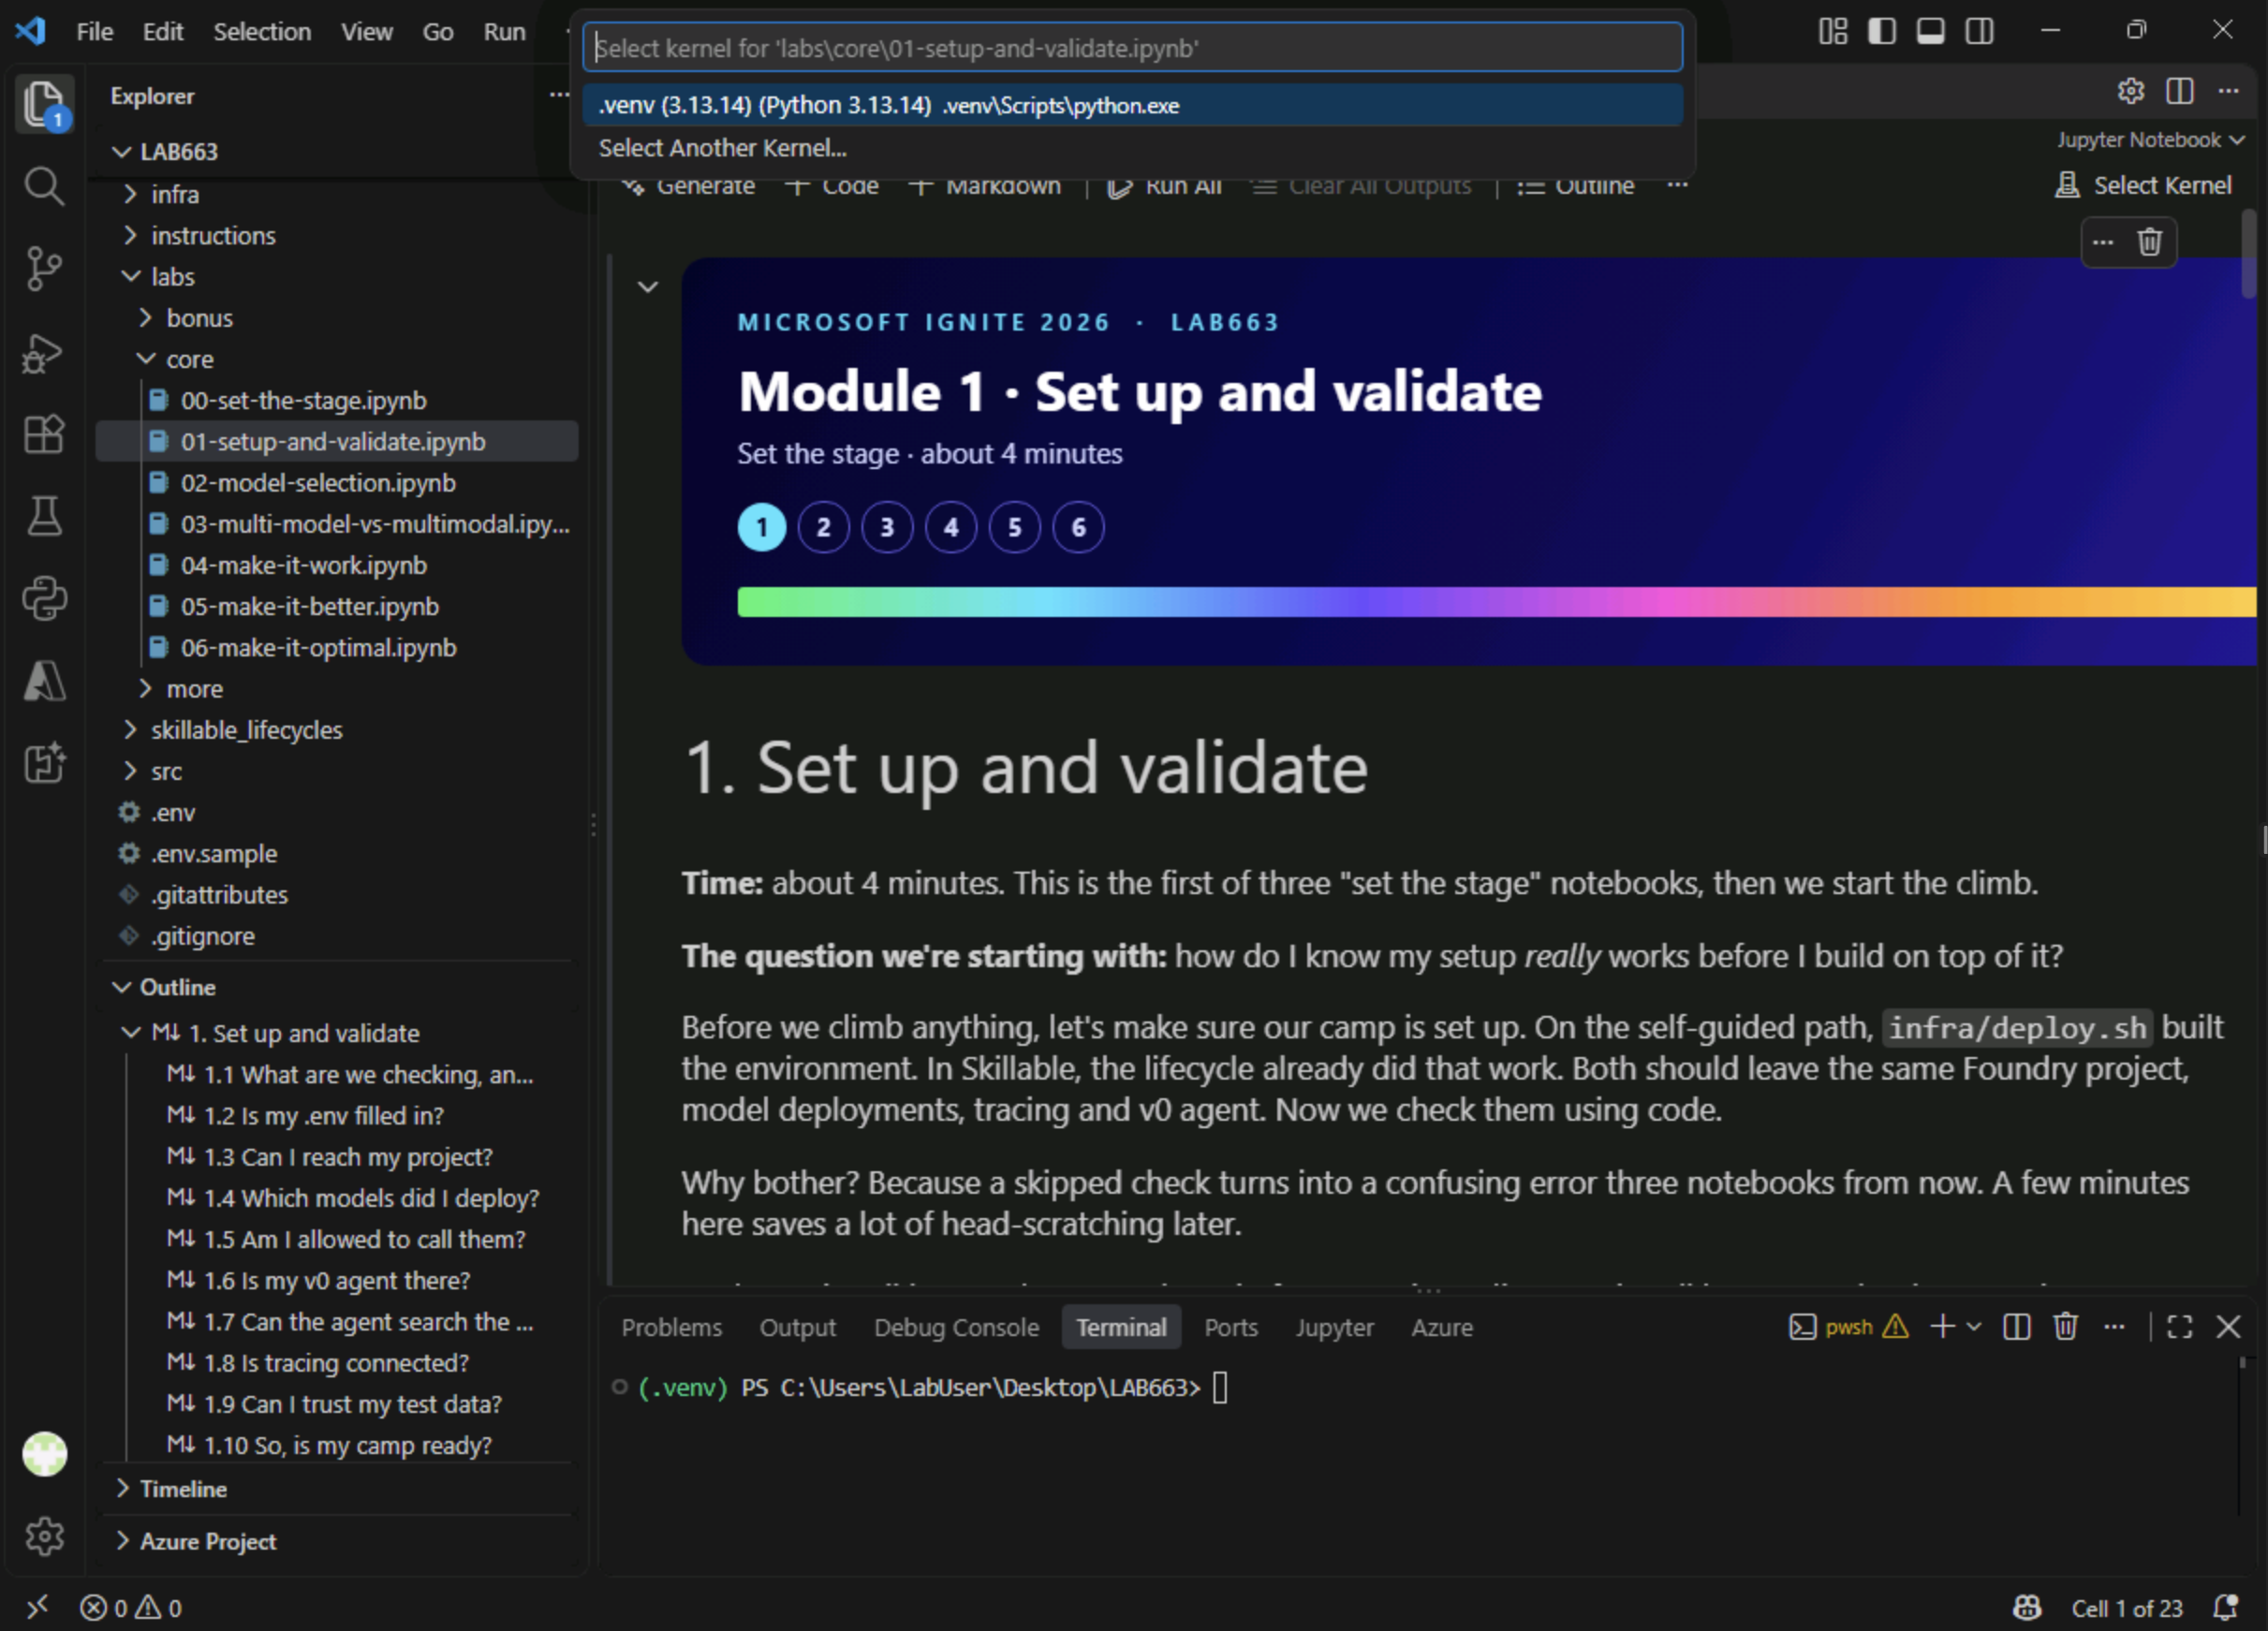 File Edit Selection View Go Run
Select kernel for 'labs\core\01-setup-and-validate.ipynb'
.venv (3.13.14) (Python 3.13.14) .venv\Scripts\python.exe
Select Another Kernel...
Explorer
1
LAB663
infra
instructions
labs
bonus
core
00-set-the-stage.ipynb
01-setup-and-validate.ipynb
02-model-selection.ipynb
03-multi-model-vs-multimodal.ipy...
04-make-it-work.ipynb
05-make-it-better.ipynb
06-make-it-optimal.ipynb
more
skillable_lifecycles
src
.env
.env.sample
.gitattributes
.gitignore
Outline
M↓ 1. Set up and validate
M↓ 1.1 What are we checking, an...
M↓ 1.2 Is my .env filled in?
M↓ 1.3 Can I reach my project?
M↓ 1.4 Which models did I deploy?
M↓ 1.5 Am I allowed to call them?
M↓ 1.6 Is my v0 agent there?
M↓ 1.7 Can the agent search the ...
M↓ 1.8 Is tracing connected?
M↓ 1.9 Can I trust my test data?
M↓ 1.10 So, is my camp ready?
Timeline
Azure Project
Jupyter Notebook
Generate + Code + Markdown | Run All Clear All Outputs | Outline ...
Select Kernel
MICROSOFT IGNITE 2026 · LAB663
Module 1 · Set up and validate
Set the stage · about 4 minutes
1 2 3 4 5 6
1. Set up and validate
Time: about 4 minutes. This is the first of three "set the stage" notebooks, then we start the climb.
The question we're starting with: how do I know my setup really works before I build on top of it?
Before we climb anything, let's make sure our camp is set up. On the self-guided path, infra/deploy.sh built
the environment. In Skillable, the lifecycle already did that work. Both should leave the same Foundry project,
model deployments, tracing and v0 agent. Now we check them using code.
Why bother? Because a skipped check turns into a confusing error three notebooks from now. A few minutes
here saves a lot of head-scratching later.
Problems Output Debug Console Terminal Ports Jupyter Azure
pwsh
(.venv) PS C:\Users\LabUser\Desktop\LAB663>
0 0
Cell 1 of 23